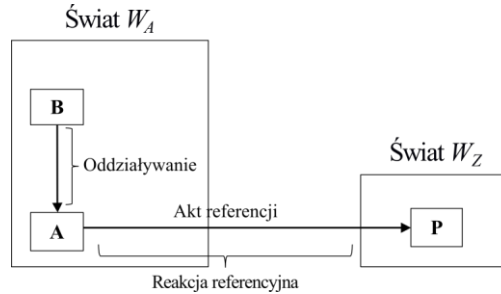 Świat W_A
B
Oddziaływanie
Świat W_Z
Akt referencji
A
P
Reakcja referencyjna